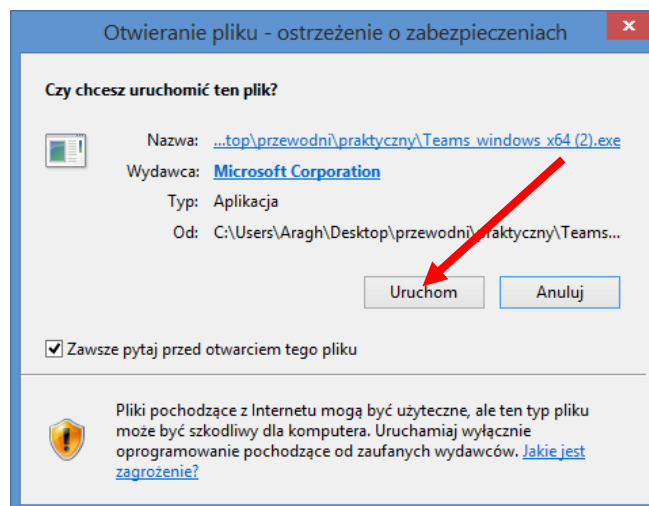 Otwieranie pliku - ostrzeżenie o zabezpieczeniach
Czy chcesz uruchomić ten plik?
Nazwa: ...top\przewodni\praktyczny\Teams_windows_x64 (2).exe
Wydawca: Microsoft Corporation
Typ: Aplikacja
Od: C:\Users\Aragh\Desktop\przewodni\praktyczny\Teams...
Uruchom Anuluj
Zawsze pytaj przed otwarciem tego pliku
Pliki pochodzące z Internetu mogą być użyteczne, ale ten typ pliku
może być szkodliwy dla komputera. Uruchamiaj wyłącznie
oprogramowanie pochodzące od zaufanych wydawców. Jakie jest
zagrożenie?